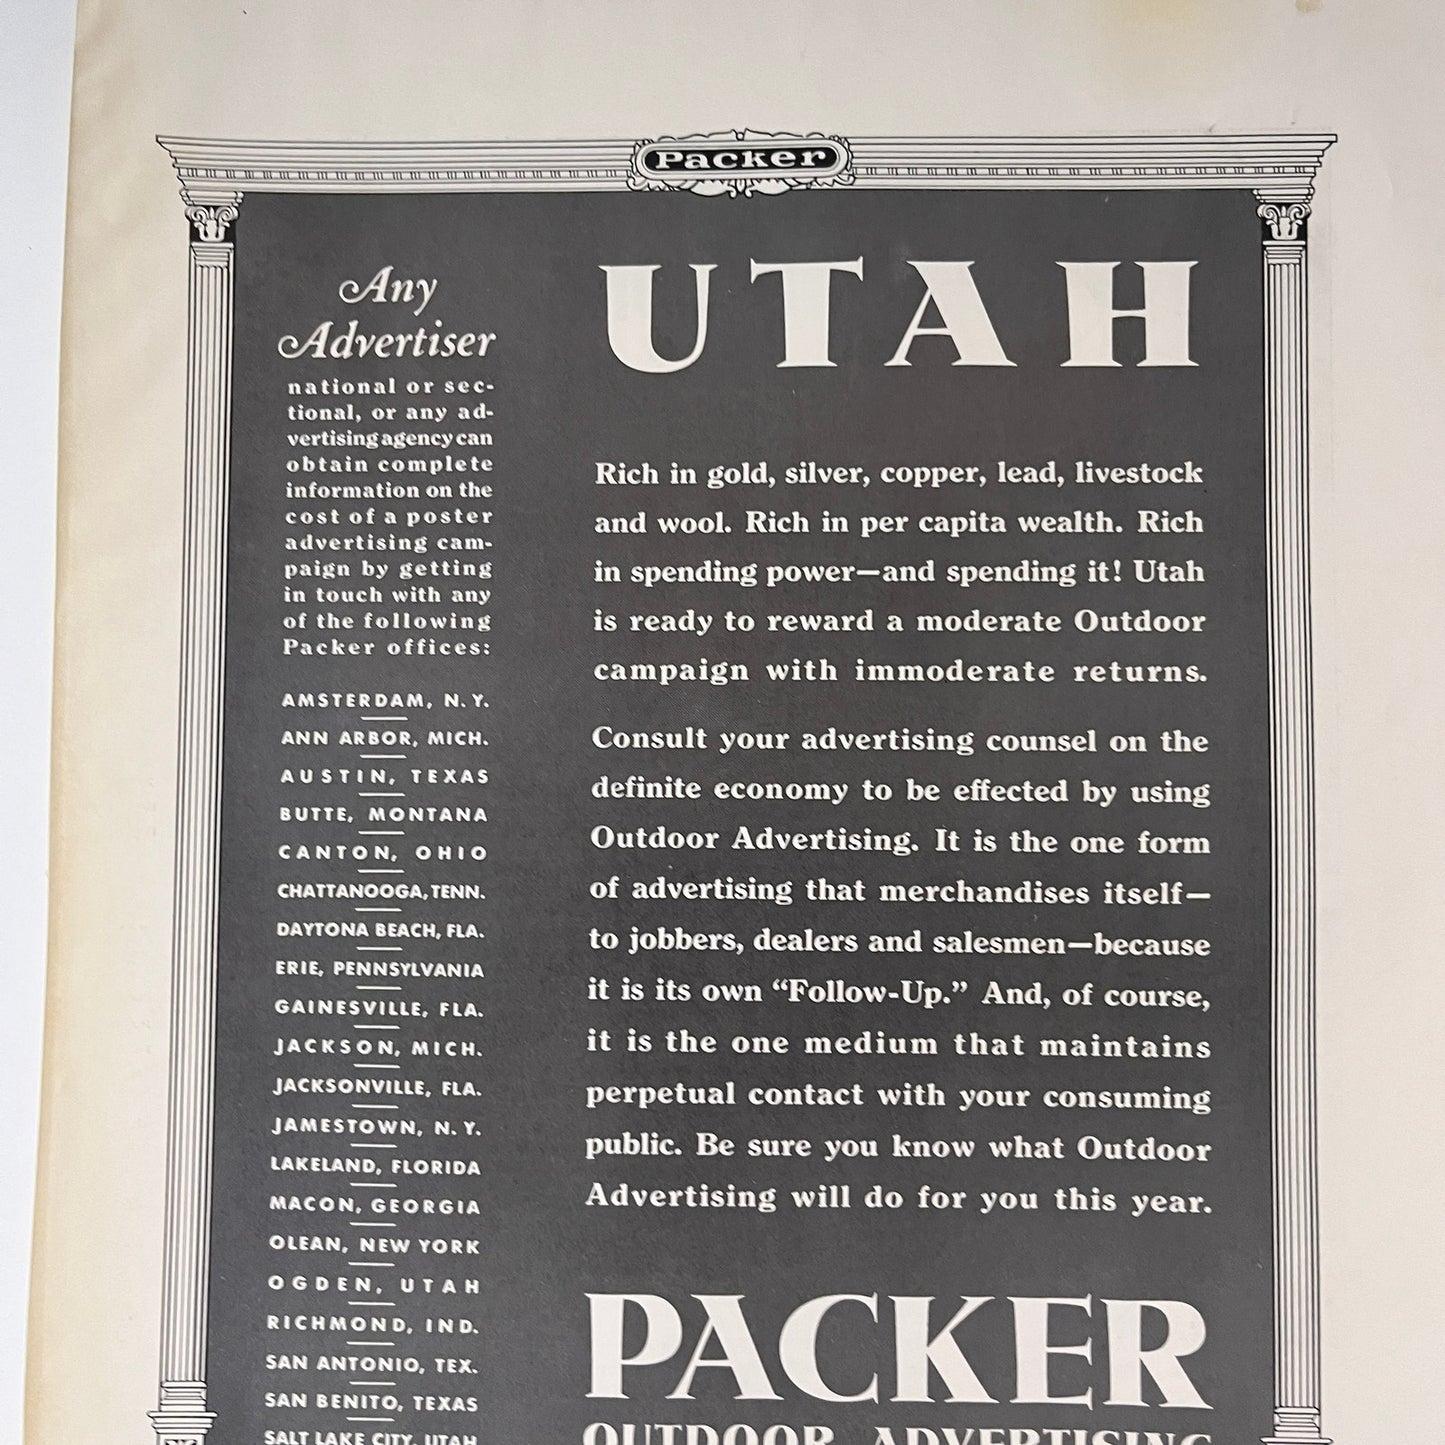 Packer
Any
Advertiser
national or sec-
tional, or any ad-
vertising agency can
obtain complete
information on the
cost of a poster
advertising cam-
paign by getting
in touch with any
of the following
Packer offices:
AMSTERDAM, N. Y.
ANN ARBOR, MICH.
AUSTIN, TEXAS
BUTTE, MONTANA
CANTON, OHIO
CHATTANOOGA, TENN.
DAYTONA BEACH, FLA.
ERIE, PENNSYLVANIA
GAINESVILLE, FLA.
JACKSON, MICH.
JACKSONVILLE, FLA.
JAMESTOWN, N. Y.
LAKELAND, FLORIDA
MACON, GEORGIA
OLEAN, NEW YORK
OGDEN, UTAH
RICHMOND, IND.
SAN ANTONIO, TEX.
SAN BENITO, TEXAS
SALT LAKE CITY, UTAH
UTAH
Rich in gold, silver, copper, lead, livestock
and wool. Rich in per capita wealth. Rich
in spending power—and spending it! Utah
is ready to reward a moderate Outdoor
campaign with immoderate returns.
Consult your advertising counsel on the
definite economy to be effected by using
Outdoor Advertising. It is the one form
of advertising that merchandises itself—
to jobbers, dealers and salesmen—because
it is its own “Follow-Up.” And, of course,
it is the one medium that maintains
perpetual contact with your consuming
public. Be sure you know what Outdoor
Advertising will do for you this year.
PACKER
OUTDOOR ADVERTISING